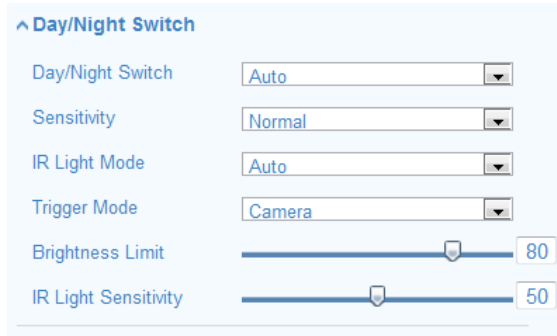 Day/Night Switch
Day/Night Switch Auto
Sensitivity Normal
IR Light Mode Auto
Trigger Mode Camera
Brightness Limit 80
IR Light Sensitivity 50